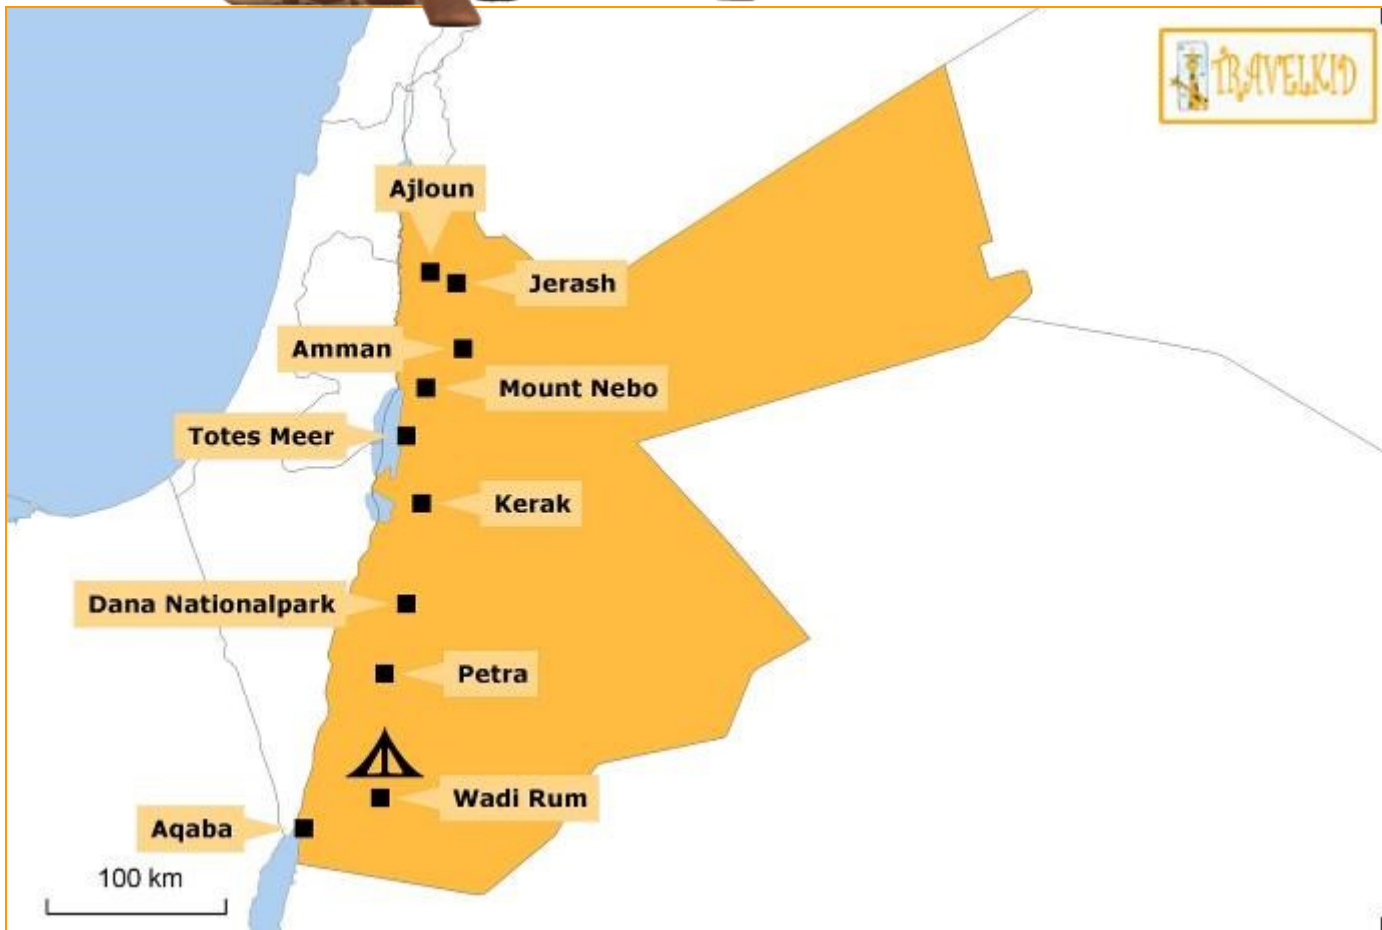 TRAVELKID
Ajloun
Jerash
Amman
Mount Nebo
Totes Meer
Kerak
Dana Nationalpark
Petra
Wadi Rum
Aqaba
100 km